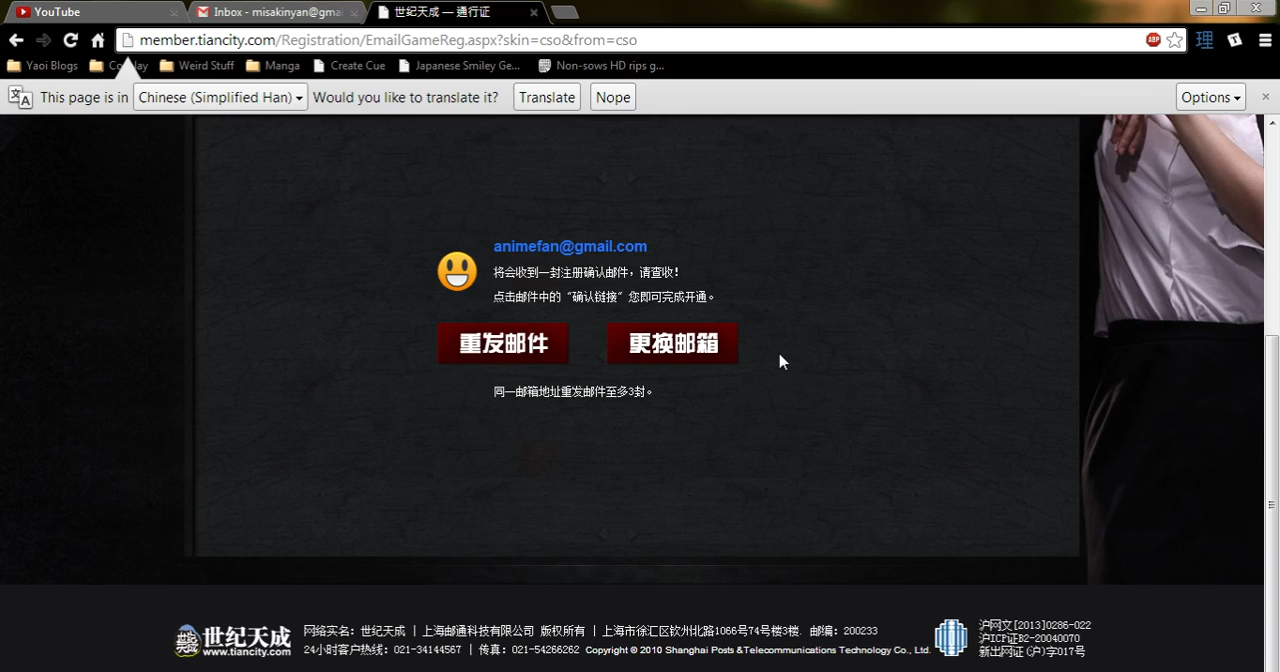 YouTube
Inbox - misakinyan@gmai
世纪天成 — 通行证
member.tiancity.com/Registration/EmailGameReg.aspx?skin=cso&from=cso
ABP
理
T
Yaoi Blogs
Weird Stuff
Manga
Create Cue
Japanese Smiley Ge...
Non-sows HD rips g...
This page is in Chinese (Simplified Han) Would you like to translate it? Translate Nope Options
animefan@gmail.com
将会收到一封注册确认邮件，请查收！
点击邮件中的“确认链接”您即可完成开通。
重发邮件 更换邮箱
同一邮箱地址重发邮件至多3封。
世纪天成
www.tiancity.com
网络实名：世纪天成 | 上海邮通科技有限公司 版权所有 | 上海市徐汇区钦州北路1066号74号楼3楼. 邮编：200233
24小时客户热线：021-34144567 | 传真：021-54266262 Copyright © 2010 Shanghai Posts & Telecommunications Technology Co., Ltd.
沪网文[2013]0286-022
沪ICP证B2-20040070
新出网证(沪)字017号